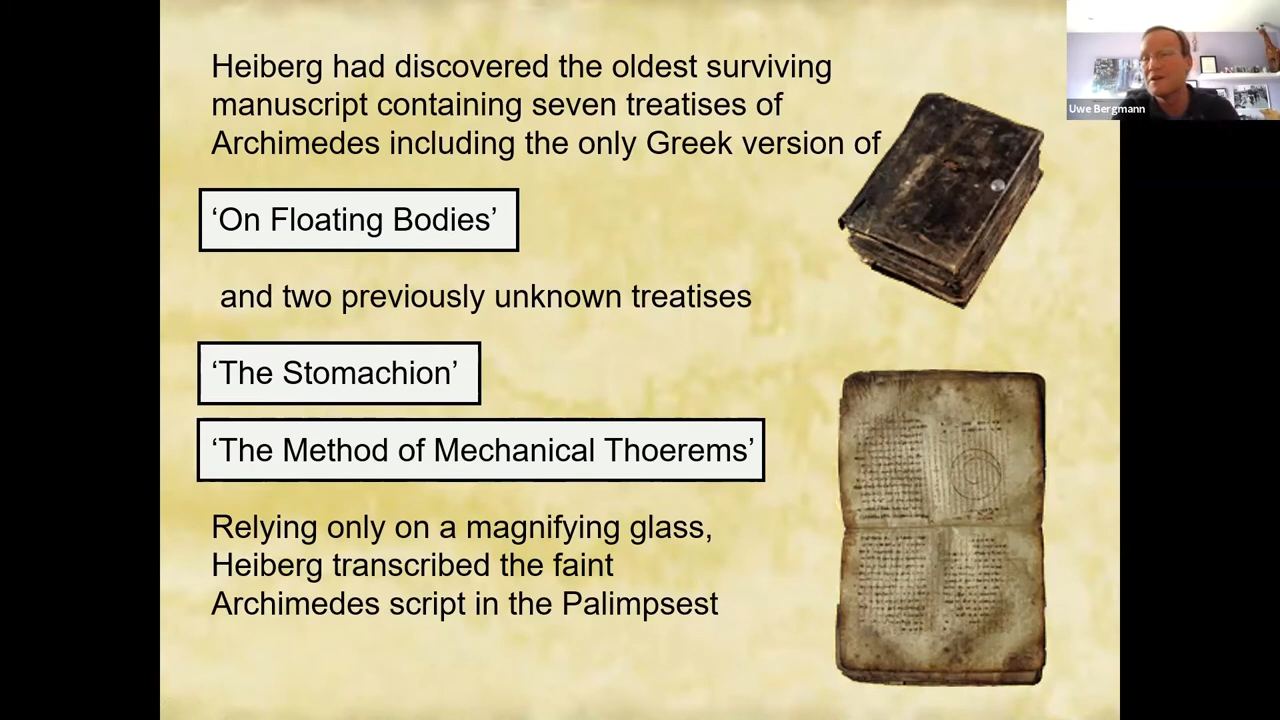 Heiberg had discovered the oldest surviving
manuscript containing seven treatises of
Archimedes including the only Greek version of
‘On Floating Bodies’
and two previously unknown treatises
‘The Stomachion’
‘The Method of Mechanical Thoerems’
Relying only on a magnifying glass,
Heiberg transcribed the faint
Archimedes script in the Palimpsest
Uwe Bergmann